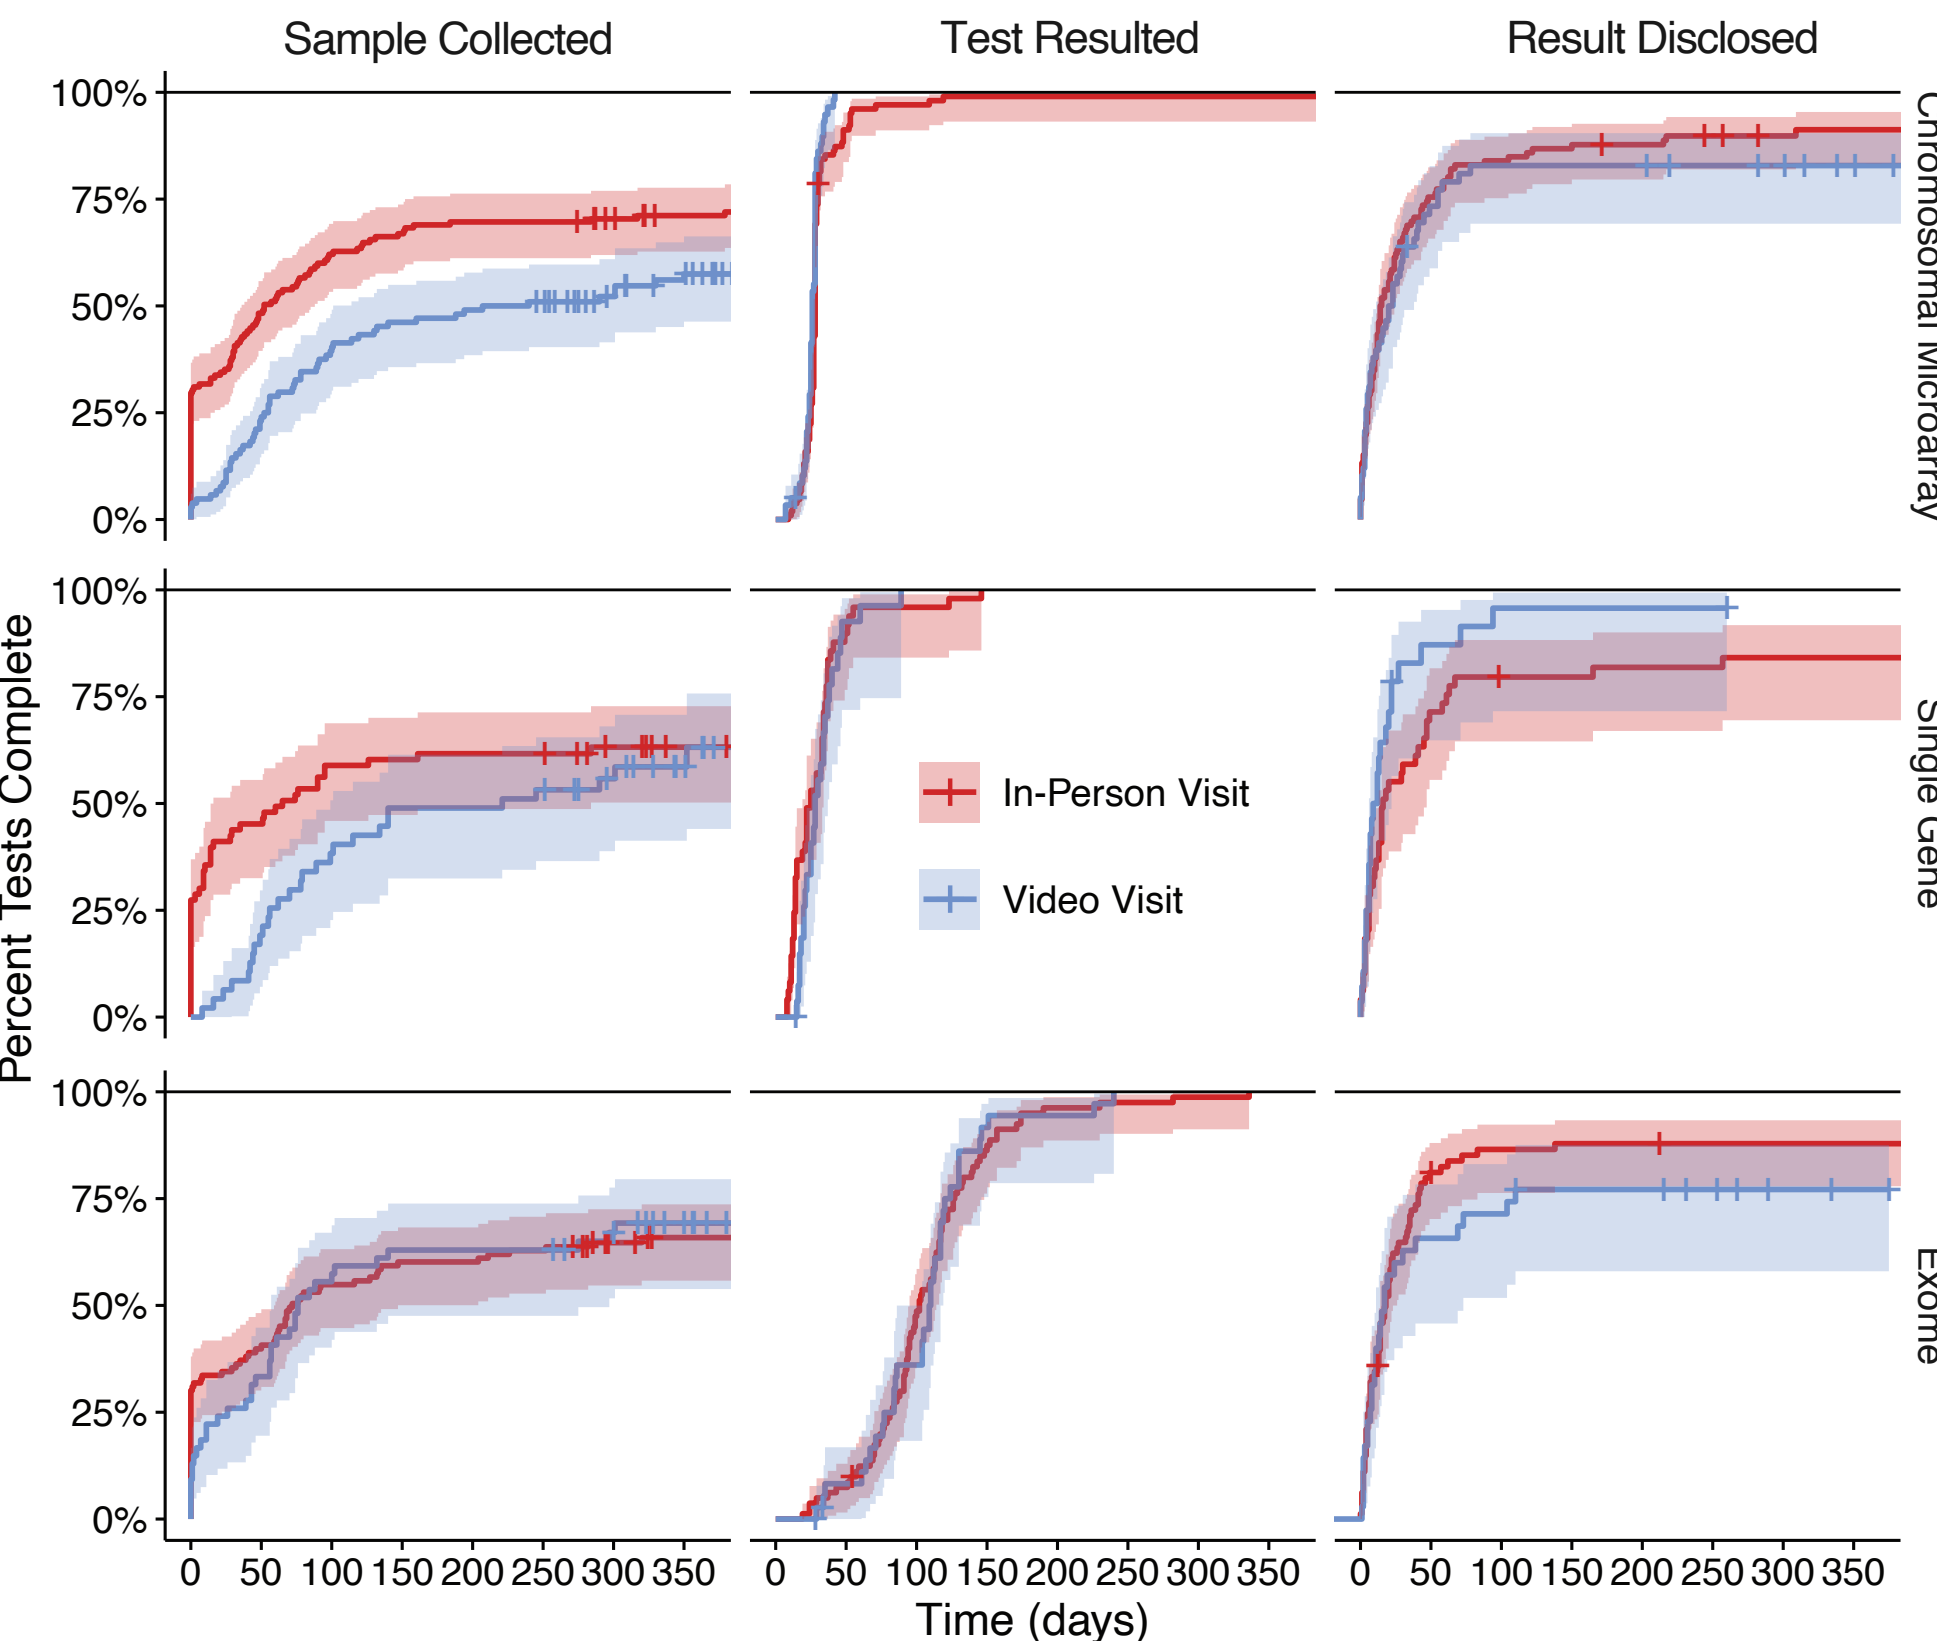 Sample Collected
Test Resulted
Result Disclosed
100%
75%
50%
25%
0%
Chromosomal Microarray
100%
75%
50%
25%
0%
Single Gene
In-Person Visit
Video Visit
100%
75%
50%
25%
0%
Exome
Percent Tests Complete
0 50 100 150 200 250 300 350
0 50 100 150 200 250 300 350
0 50 100 150 200 250 300 350
Time (days)